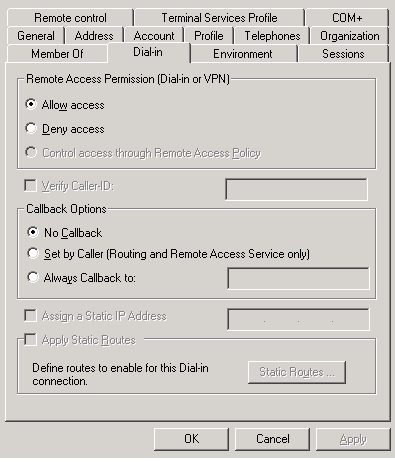 Remote control Terminal Services Profile COM+
General Address Account Profile Telephones Organization
Member Of Dial-in Environment Sessions
Remote Access Permission (Dial-in or VPN)
Allow access
Deny access
Control access through Remote Access Policy
Verify Caller-ID:
Callback Options
No Callback
Set by Caller (Routing and Remote Access Service only)
Always Callback to:
Assign a Static IP Address
Apply Static Routes
Define routes to enable for this Dial-in
connection.
Static Routes ...
OK Cancel Apply